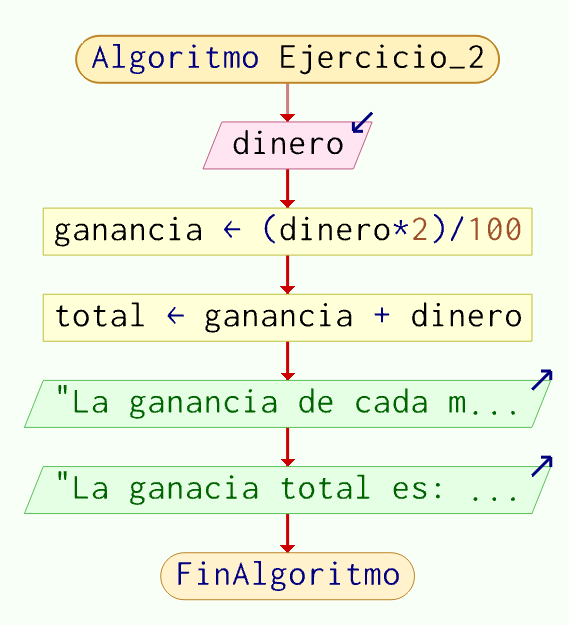 Algoritmo Ejercicio_2
dinero
ganancia ← (dinero*2)/100
total ← ganancia + dinero
"La ganancia de cada m...
"La ganacia total es: ...
FinAlgoritmo